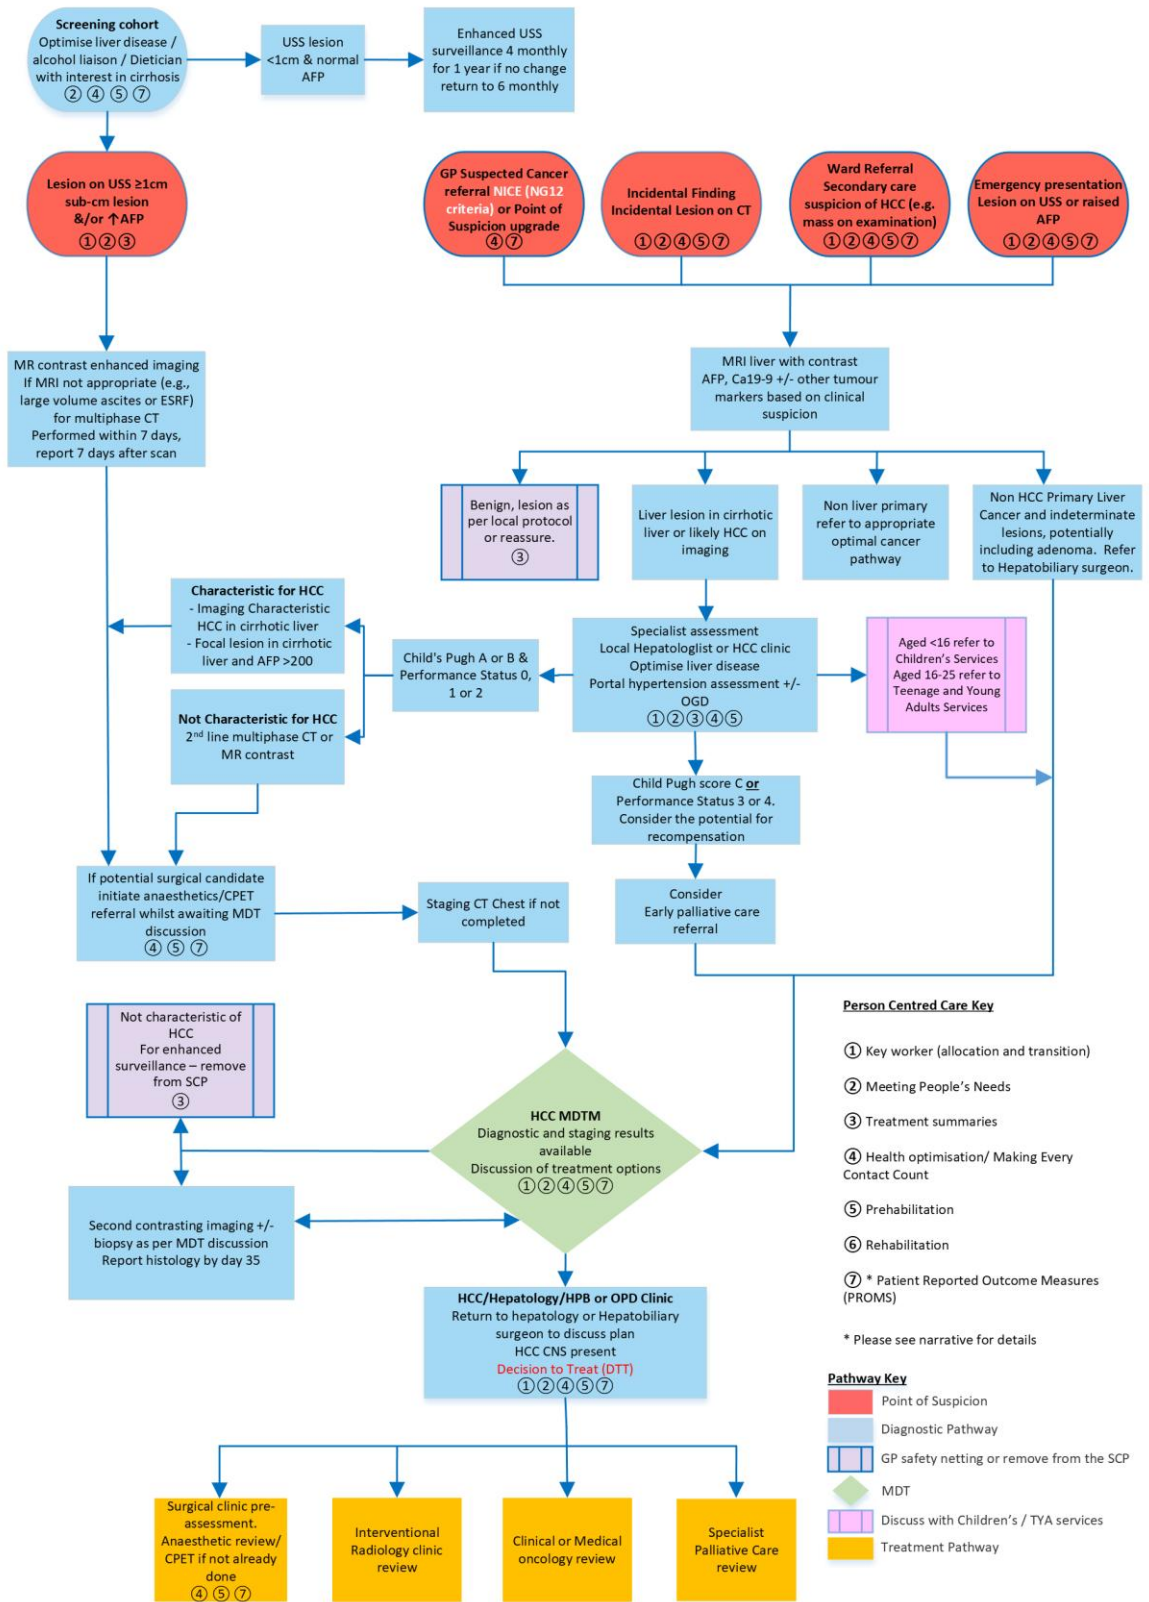 Screening cohort
Optimise liver disease /
alcohol liaison / Dietician
with interest in cirrhosis
② ④ ⑤ ⑦
USS lesion
<1cm & normal
AFP
Enhanced USS
surveillance 4 monthly
for 1 year if no change
return to 6 monthly
Lesion on USS ≥1cm
sub-cm lesion
&/or ↑AFP
①②③
GP Suspected Cancer
referral NICE (NG12
criteria) or Point of
Suspicion upgrade
④⑦
Incidental Finding
Incidental Lesion on CT
①②④⑤⑦
Ward Referral
Secondary care
suspicion of HCC (e.g.
mass on examination)
①②④⑤⑦
Emergency presentation
Lesion on USS or raised
AFP
①②④⑤⑦
MR contrast enhanced imaging
If MRI not appropriate (e.g.,
large volume ascites or ESRF)
for multiphase CT
Performed within 7 days,
report 7 days after scan
MRI liver with contrast
AFP, Ca19-9 +/- other tumour
markers based on clinical
suspicion
Benign, lesion as
per local protocol
or reassure.
③
Liver lesion in cirrhotic
liver or likely HCC on
imaging
Non liver primary
refer to appropriate
optimal cancer
pathway
Non HCC Primary Liver
Cancer and indeterminate
lesions, potentially
including adenoma. Refer
to Hepatobiliary surgeon.
Characteristic for HCC
- Imaging Characteristic
HCC in cirrhotic liver
- Focal lesion in cirrhotic
liver and AFP >200
Child's Pugh A or B &
Performance Status 0,
1 or 2
Specialist assessment
Local Hepatologlist or HCC clinic
Optimise liver disease
Portal hypertension assessment +/-
OGD
①②③④⑤
Aged <16 refer to
Children's Services
Aged 16-25 refer to
Teenage and Young
Adults Services
Not Characteristic for HCC
2nd line multiphase CT or
MR contrast
Child Pugh score C or
Performance Status 3 or 4.
Consider the potential for
recompensation
If potential surgical candidate
initiate anaesthetics/CPET
referral whilst awaiting MDT
discussion
④ ⑤ ⑦
Staging CT Chest if not
completed
Consider
Early palliative care
referral
Not characteristic of
HCC
For enhanced
surveillance – remove
from SCP
③
HCC MDTM
Diagnostic and staging results
available
Discussion of treatment options
①②④⑤⑦
Second contrasting imaging +/-
biopsy as per MDT discussion
Report histology by day 35
HCC/Hepatology/HPB or OPD Clinic
Return to hepatology or Hepatobiliary
surgeon to discuss plan
HCC CNS present
Decision to Treat (DTT)
①②④⑤⑦
Surgical clinic pre-
assessment.
Anaesthetic review/
CPET if not already
done
④ ⑤ ⑦
Interventional
Radiology clinic
review
Clinical or Medical
oncology review
Specialist
Palliative Care
review
Person Centred Care Key
① Key worker (allocation and transition)
② Meeting People's Needs
③ Treatment summaries
④ Health optimisation/ Making Every
Contact Count
⑤ Prehabilitation
⑥ Rehabilitation
⑦ * Patient Reported Outcome Measures
(PROMS)
* Please see narrative for details
Pathway Key
Point of Suspicion
Diagnostic Pathway
GP safety netting or remove from the SCP
MDT
Discuss with Children's / TYA services
Treatment Pathway